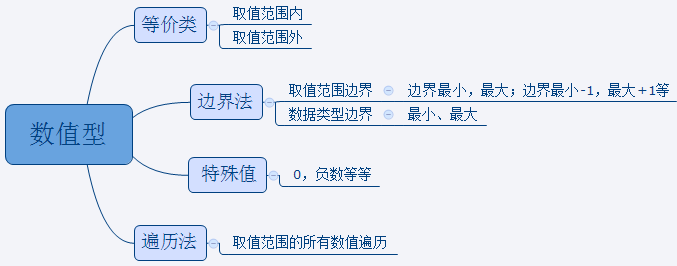 数值型
等价类
取值范围内
取值范围外
边界法
取值范围边界
边界最小，最大；边界最小-1，最大＋1等
数据类型边界
最小、最大
特殊值
0，负数等等
遍历法
取值范围的所有数值遍历